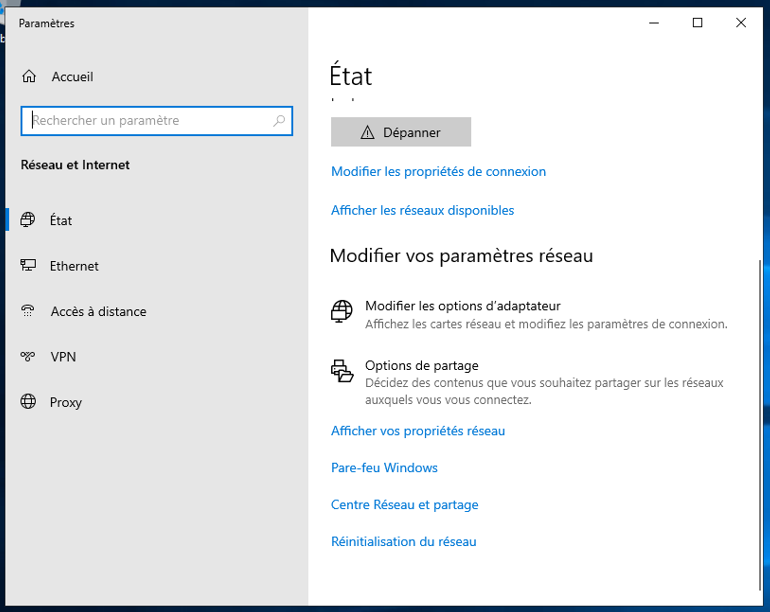 Paramètres
Accueil
Rechercher un paramètre
Réseau et Internet
État
Ethernet
Accès à distance
VPN
Proxy
État
Dépanner
Modifier les propriétés de connexion
Afficher les réseaux disponibles
Modifier vos paramètres réseau
Modifier les options d’adaptateur
Affichez les cartes réseau et modifiez les paramètres de connexion.
Options de partage
Décidez des contenus que vous souhaitez partager sur les réseaux
auxquels vous vous connectez.
Afficher vos propriétés réseau
Pare-feu Windows
Centre Réseau et partage
Réinitialisation du réseau